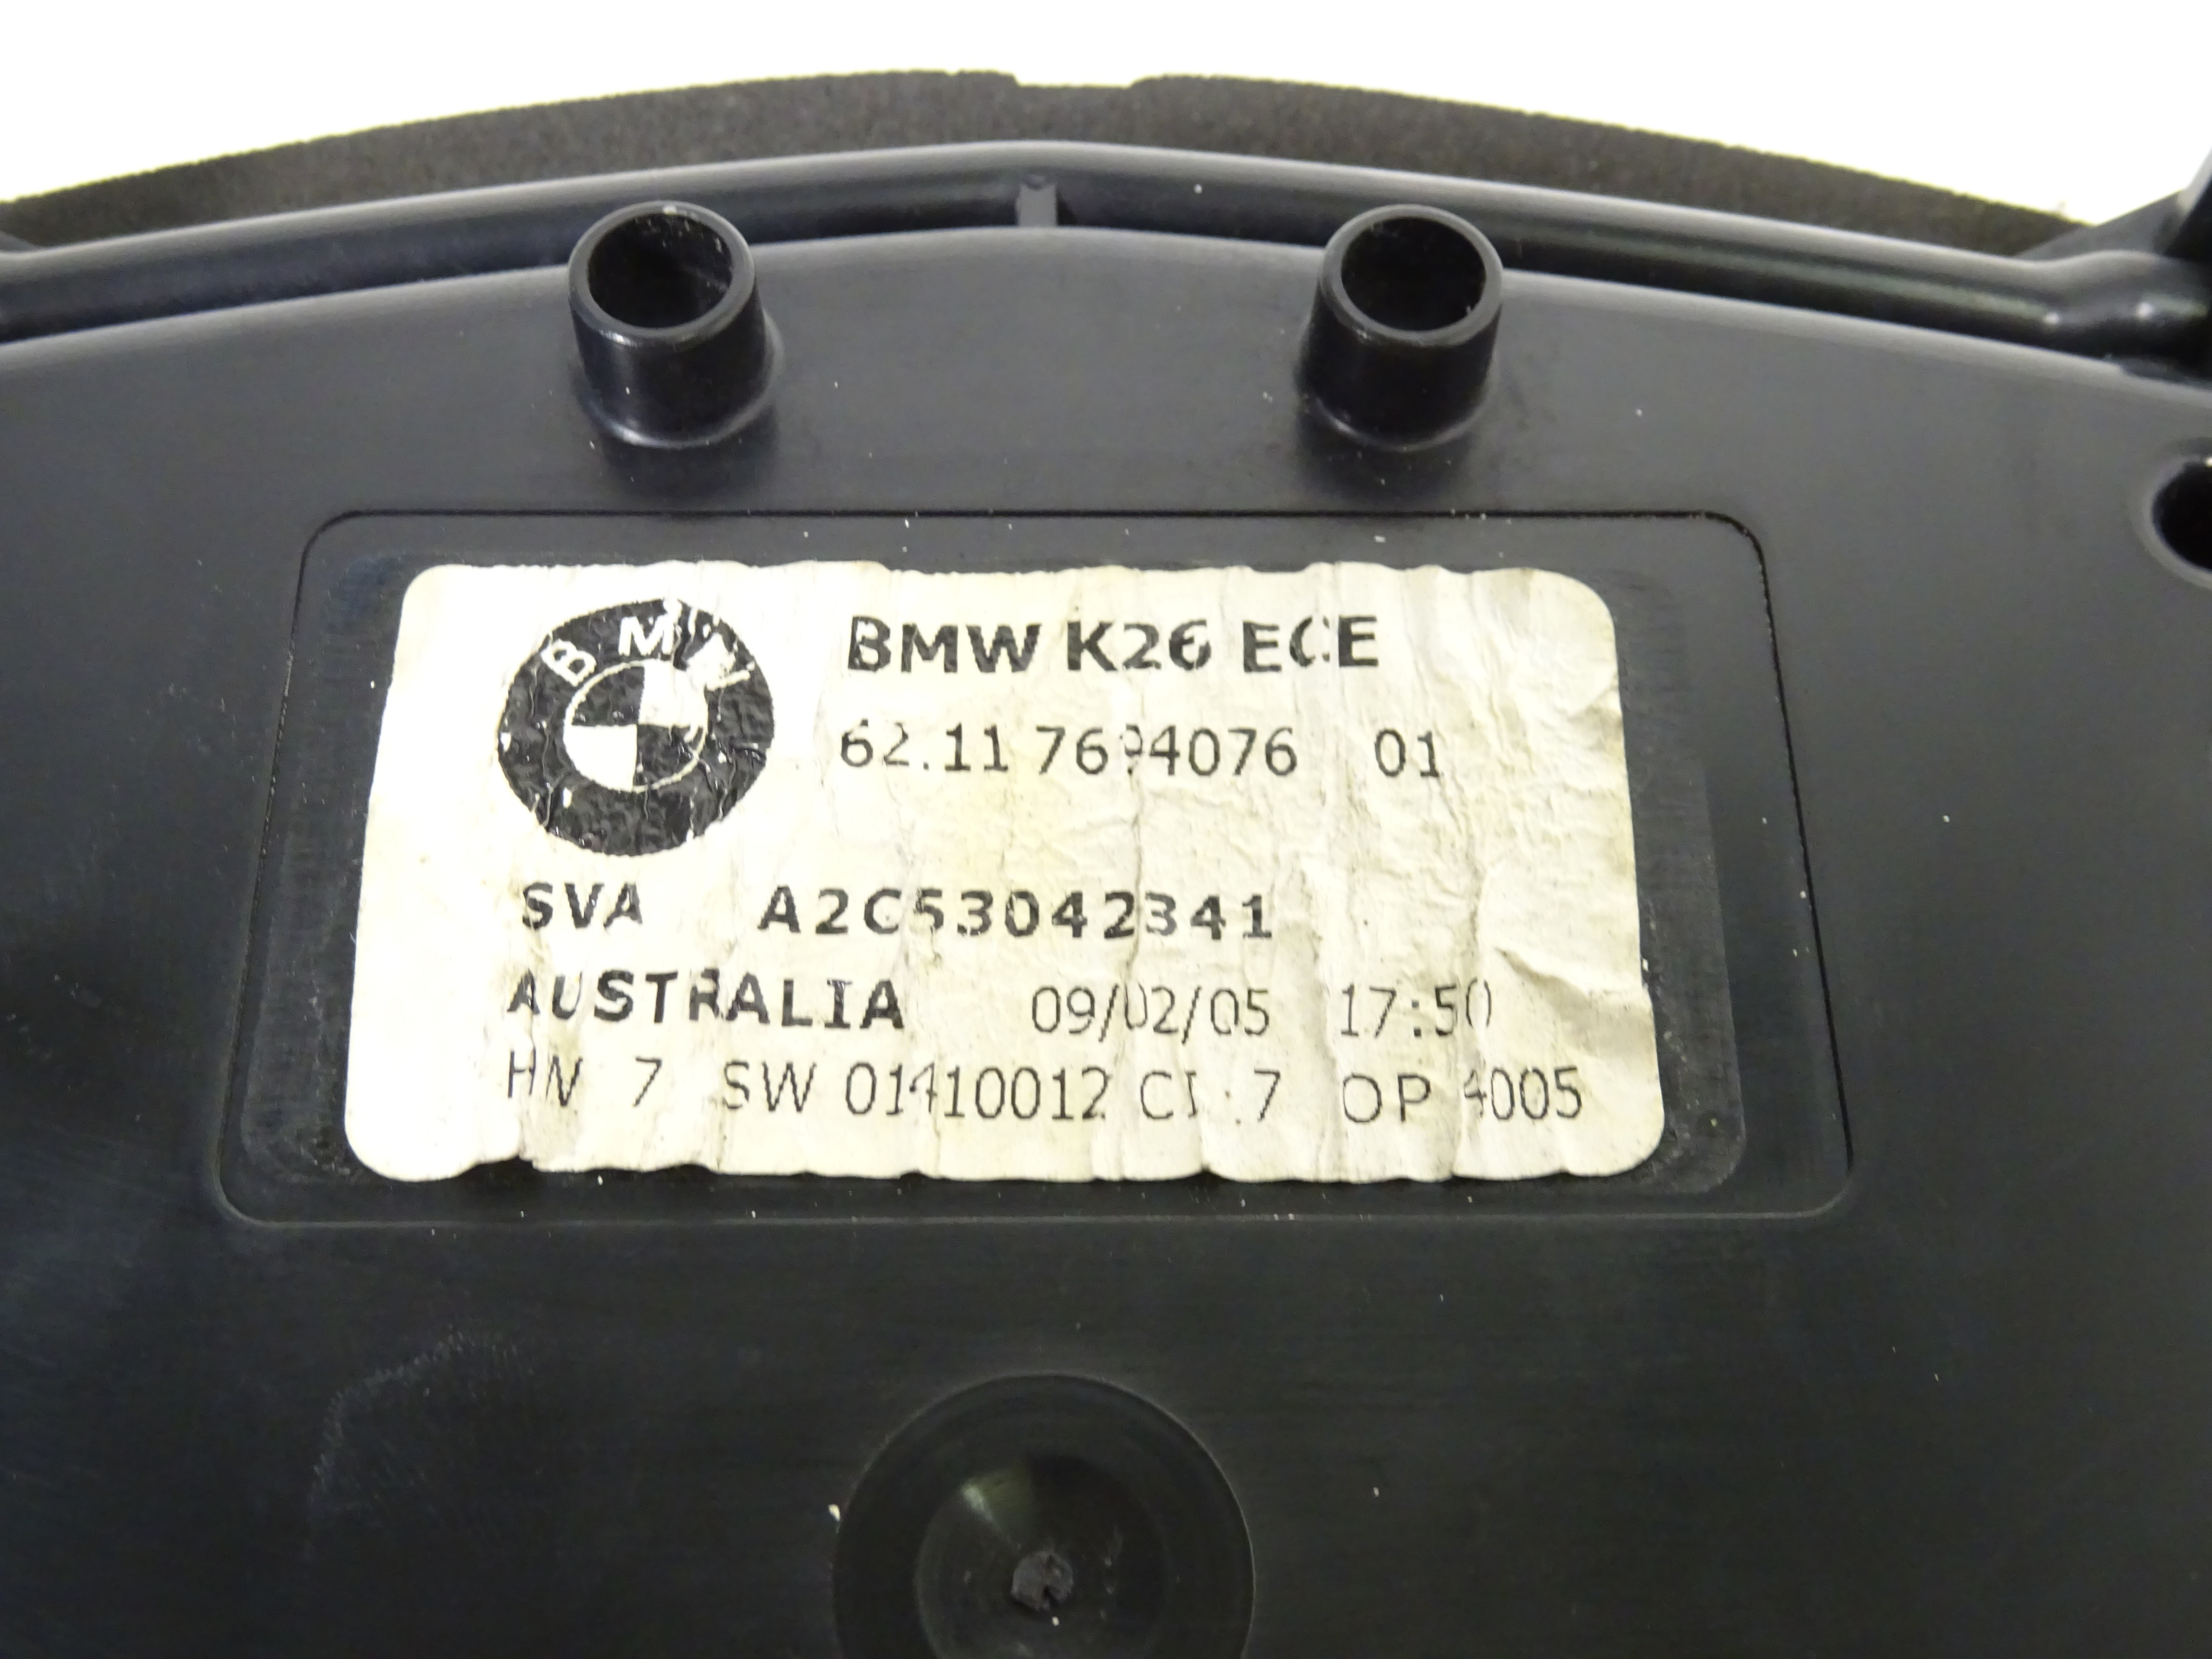 BMW
BMW K26 ECE
62.11 7694076 01
SVA A2C53042341
AUSTRALIA 09/02/05 17:50
HW 7 SW 01410012 CI.7 OP 4005